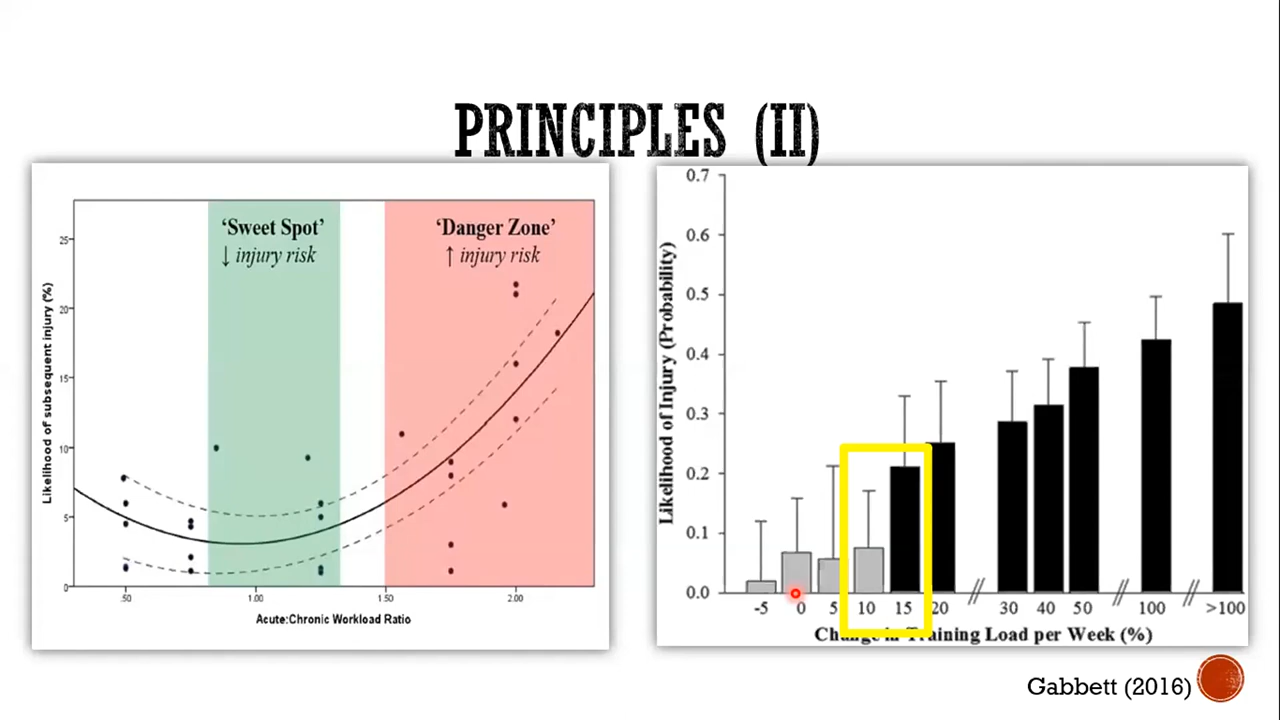 PRINCIPLES (II)
'Sweet Spot'
↓ injury risk
'Danger Zone'
↑ injury risk
Likelihood of subsequent injury (%)
25
20
15
10
5
0
.50
1.00
1.50
2.00
Acute:Chronic Workload Ratio
Likelihood of Injury (Probability)
0.7
0.6
0.5
0.4
0.3
0.2
0.1
0.0
-5 0 5 10 15 20 // 30 40 50 // 100 // >100
Change in Training Load per Week (%)
Gabbett (2016)